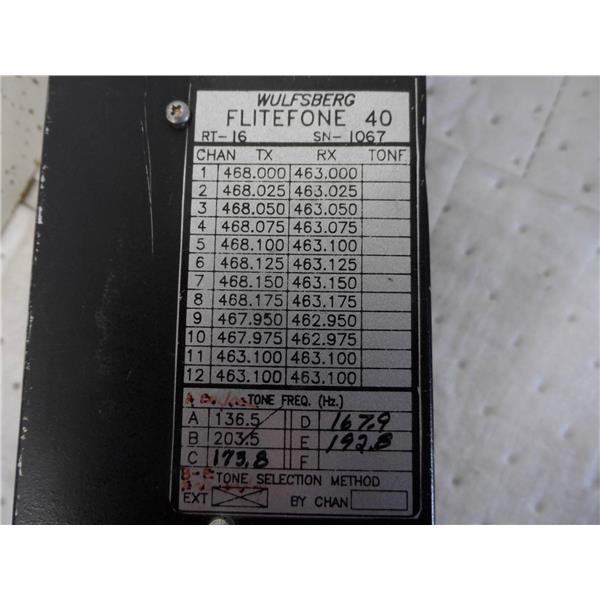 WULFSBERG
FLITEFONE 40
RT-16 SN-1067
CHAN TX RX TONE
1 468.000 463.000
2 468.025 463.025
3 468.050 463.050
4 468.075 463.075
5 468.100 463.100
6 468.125 463.125
7 468.150 463.150
8 468.175 463.175
9 467.950 462.950
10 467.975 462.975
11 463.100 463.100
12 463.100 463.100
TONE FREQ. (Hz.)
A 136.5 D 167.9
B 203.5 E 192.8
C 173.8 F
TONE SELECTION METHOD
EXT BY CHAN